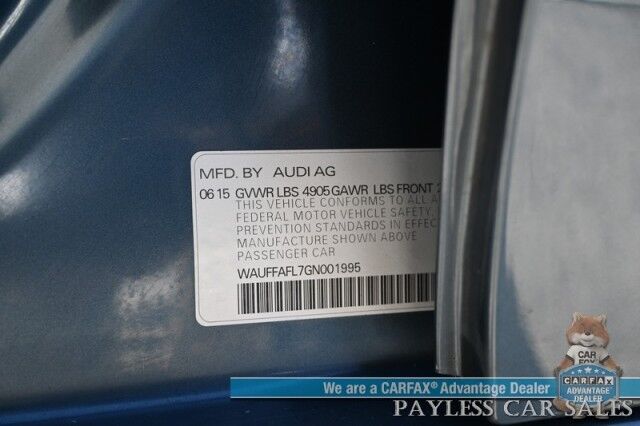 MFD. BY AUDI AG
06 15 GVWR LBS 4905 GAWR LBS FRONT
THIS VEHICLE CONFORMS TO ALL
FEDERAL MOTOR VEHICLE SAFETY,
PREVENTION STANDARDS IN EFFEC
MANUFACTURE SHOWN ABOVE
PASSENGER CAR
WAUFFAFL7GN001995
CAR
FOX
CARFAX
ADVANTAGE
DEALER
We are a CARFAX® Advantage Dealer
PAYLESS CAR SALES